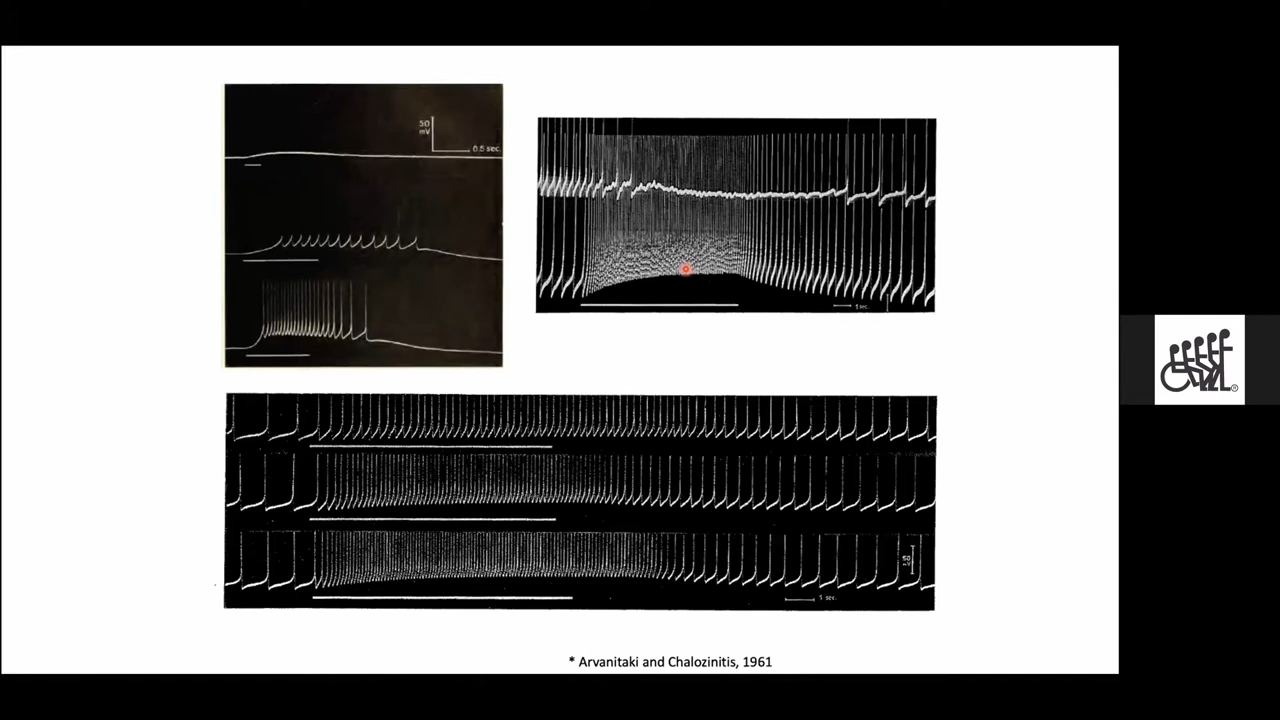 50
mV
0.5 sec.
1 sec.
50
mV
1 sec.
* Arvanitaki and Chalozinitis, 1961